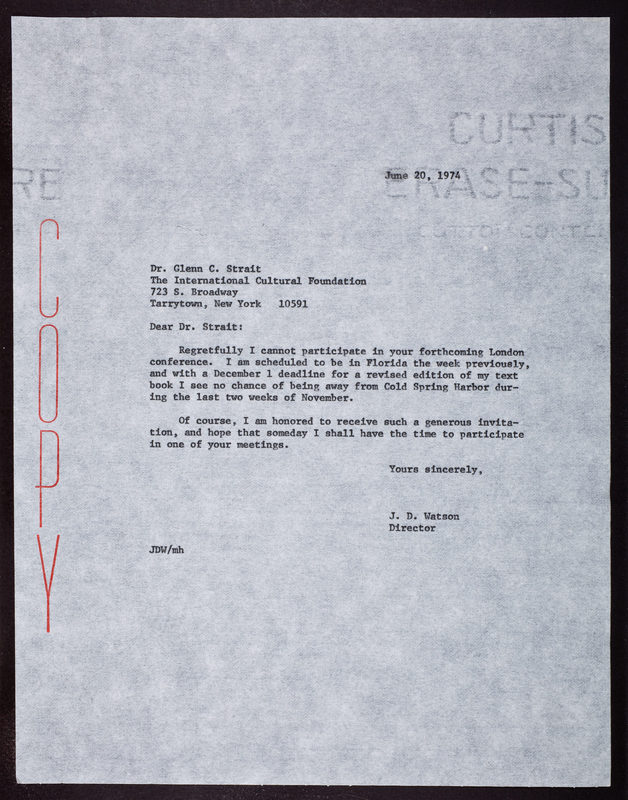 CURTIS
RE
ERASE-SU
COTTON CONTE
June 20, 1974
COPY
Dr. Glenn C. Strait
The International Cultural Foundation
723 S. Broadway
Tarrytown, New York 10591
Dear Dr. Strait:
Regretfully I cannot participate in your forthcoming London
conference. I am scheduled to be in Florida the week previously,
and with a December 1 deadline for a revised edition of my text
book I see no chance of being away from Cold Spring Harbor dur-
ing the last two weeks of November.
Of course, I am honored to receive such a generous invita-
tion, and hope that someday I shall have the time to participate
in one of your meetings.
Yours sincerely,
J. D. Watson
Director
JDW/mh